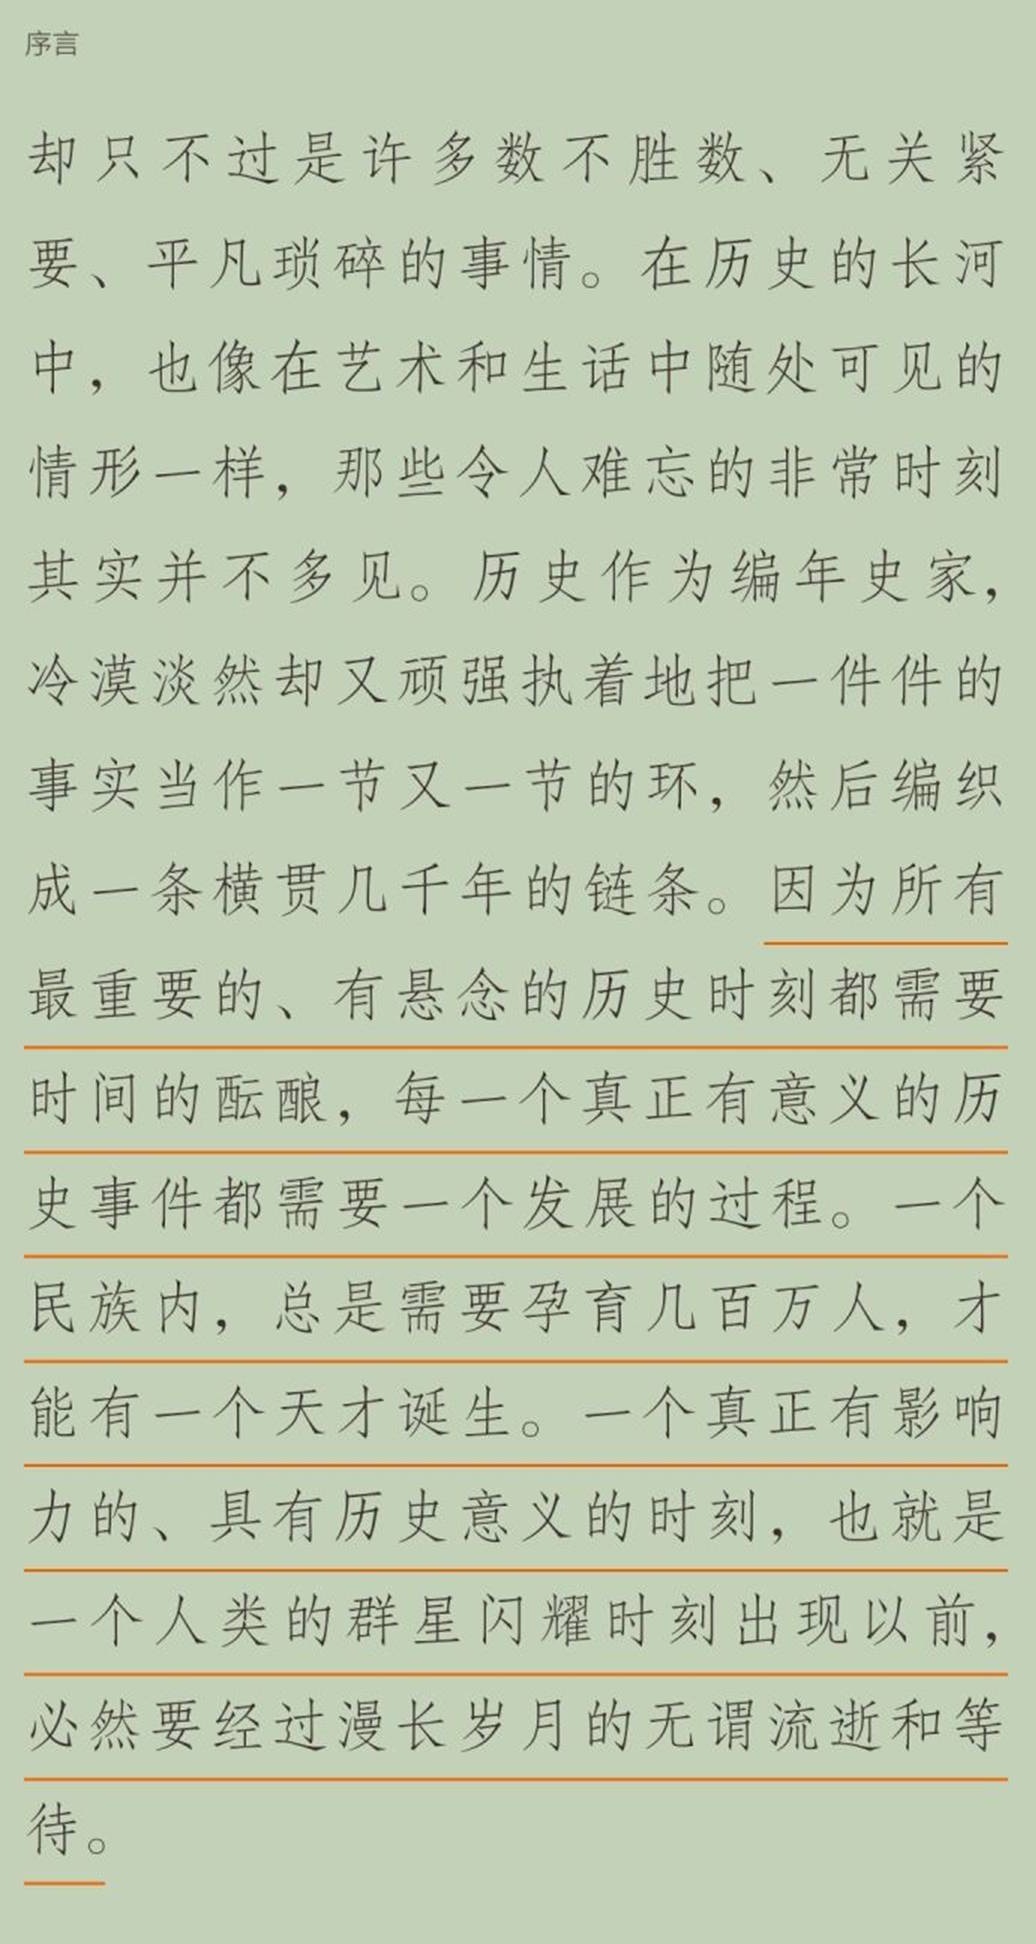 序言
却只不过是许多数不胜数、无关紧
要、平凡琐碎的事情。在历史的长河
中，也像在艺术和生活中随处可见的
情形一样，那些令人难忘的非常时刻
其实并不多见。历史作为编年史家，
冷漠淡然却又顽强执着地把一件件的
事实当作一节又一节的环，然后编织
成一条横贯几千年的链条。因为所有
最重要的、有悬念的历史时刻都需要
时间的酝酿，每一个真正有意义的历
史事件都需要一个发展的过程。一个
民族内，总是需要孕育几百万人，才
能有一个天才诞生。一个真正有影响
力的、具有历史意义的时刻，也就是
一个人类的群星闪耀时刻出现以前，
必然要经过漫长岁月的无谓流逝和等
待。